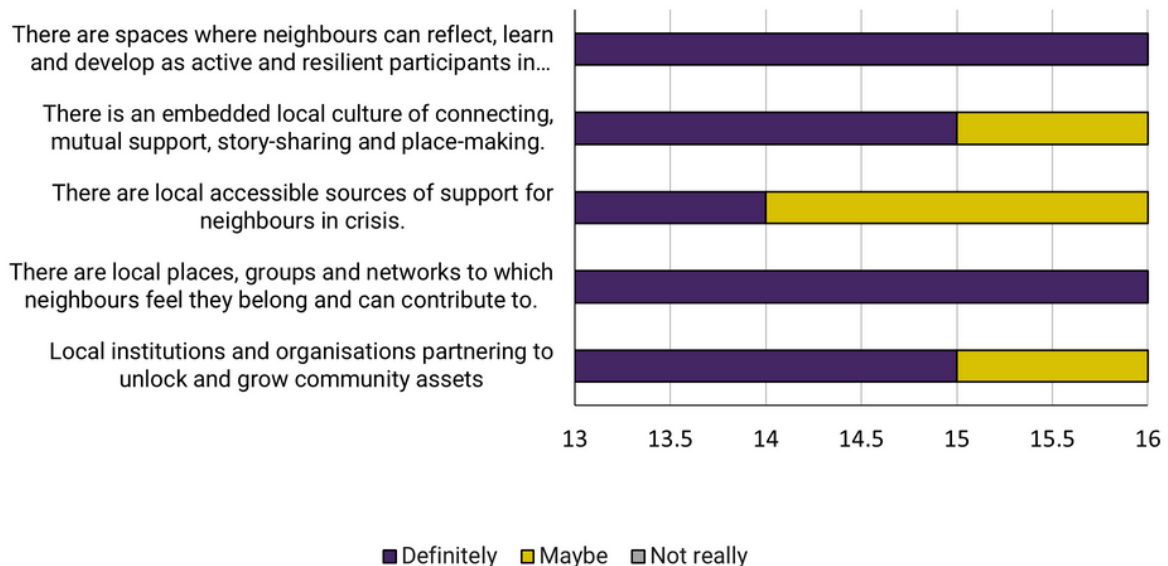 There are spaces where neighbours can reflect, learn
and develop as active and resilient participants in...
There is an embedded local culture of connecting,
mutual support, story-sharing and place-making.
There are local accessible sources of support for
neighbours in crisis.
There are local places, groups and networks to which
neighbours feel they belong and can contribute to.
Local institutions and organisations partnering to
unlock and grow community assets
13 13.5 14 14.5 15 15.5 16
Definitely Maybe Not really